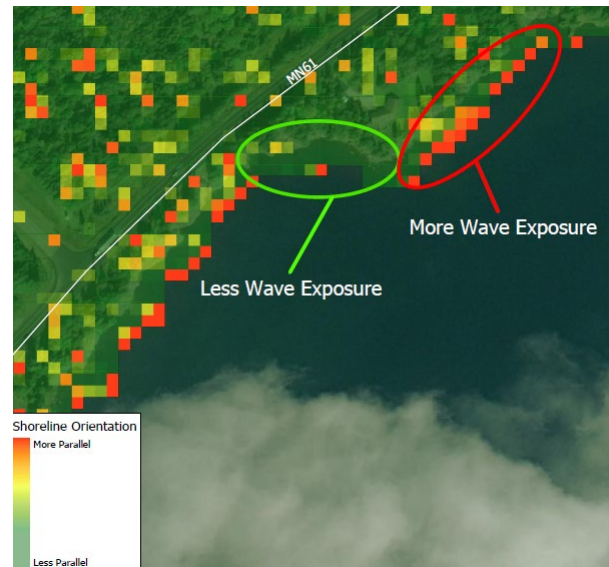 MN61
More Wave Exposure
Less Wave Exposure
Shoreline Orientation
More Parallel
Less Parallel